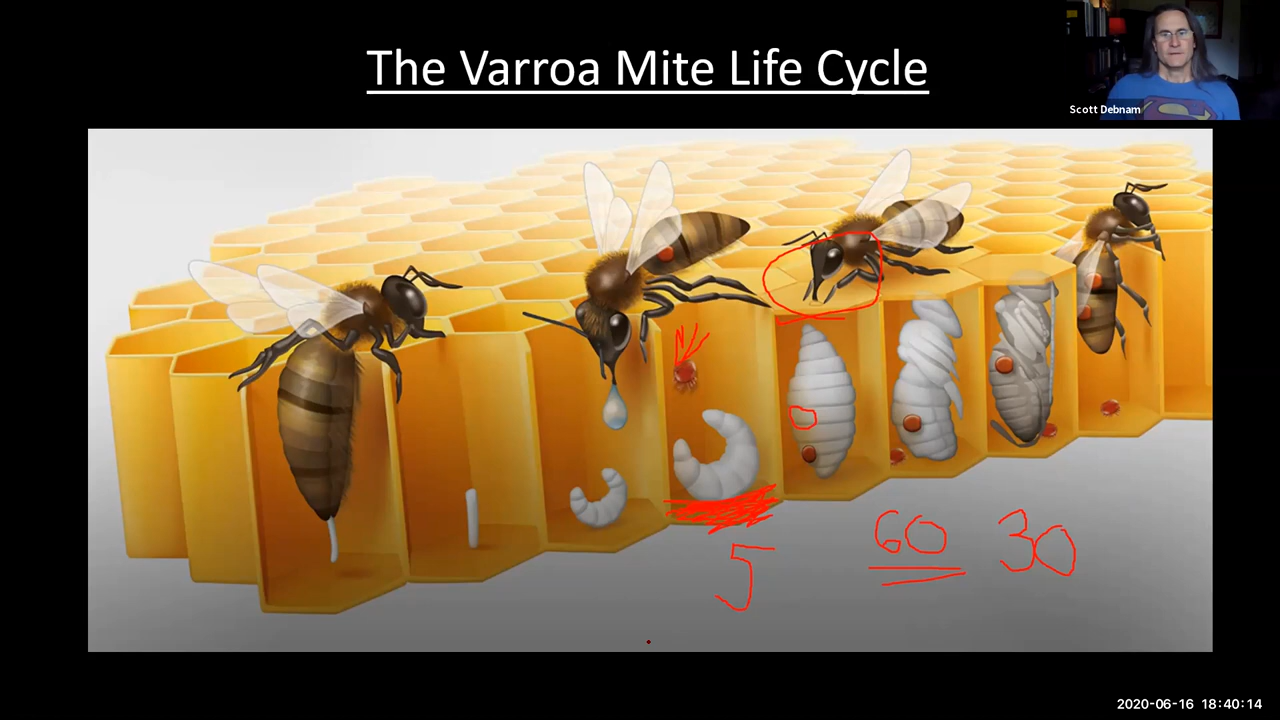 The Varroa Mite Life Cycle
Scott Debnam
5
60 30
2020-06-16 18:40:14